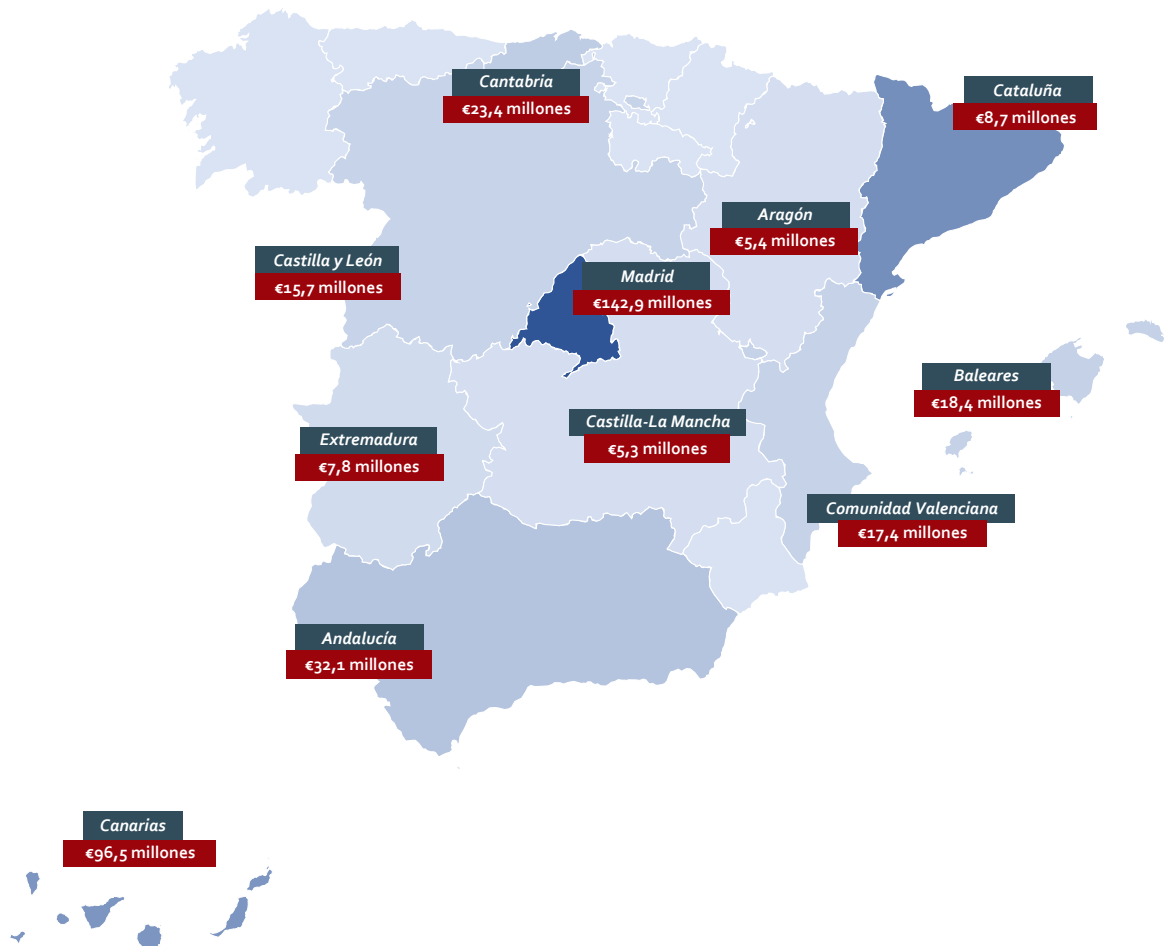 Cantabria
€23,4 millones
Cataluña
€8,7 millones
Aragón
€5,4 millones
Castilla y León
€15,7 millones
Madrid
€142,9 millones
Baleares
€18,4 millones
Castilla-La Mancha
€5,3 millones
Extremadura
€7,8 millones
Comunidad Valenciana
€17,4 millones
Andalucía
€32,1 millones
Canarias
€96,5 millones